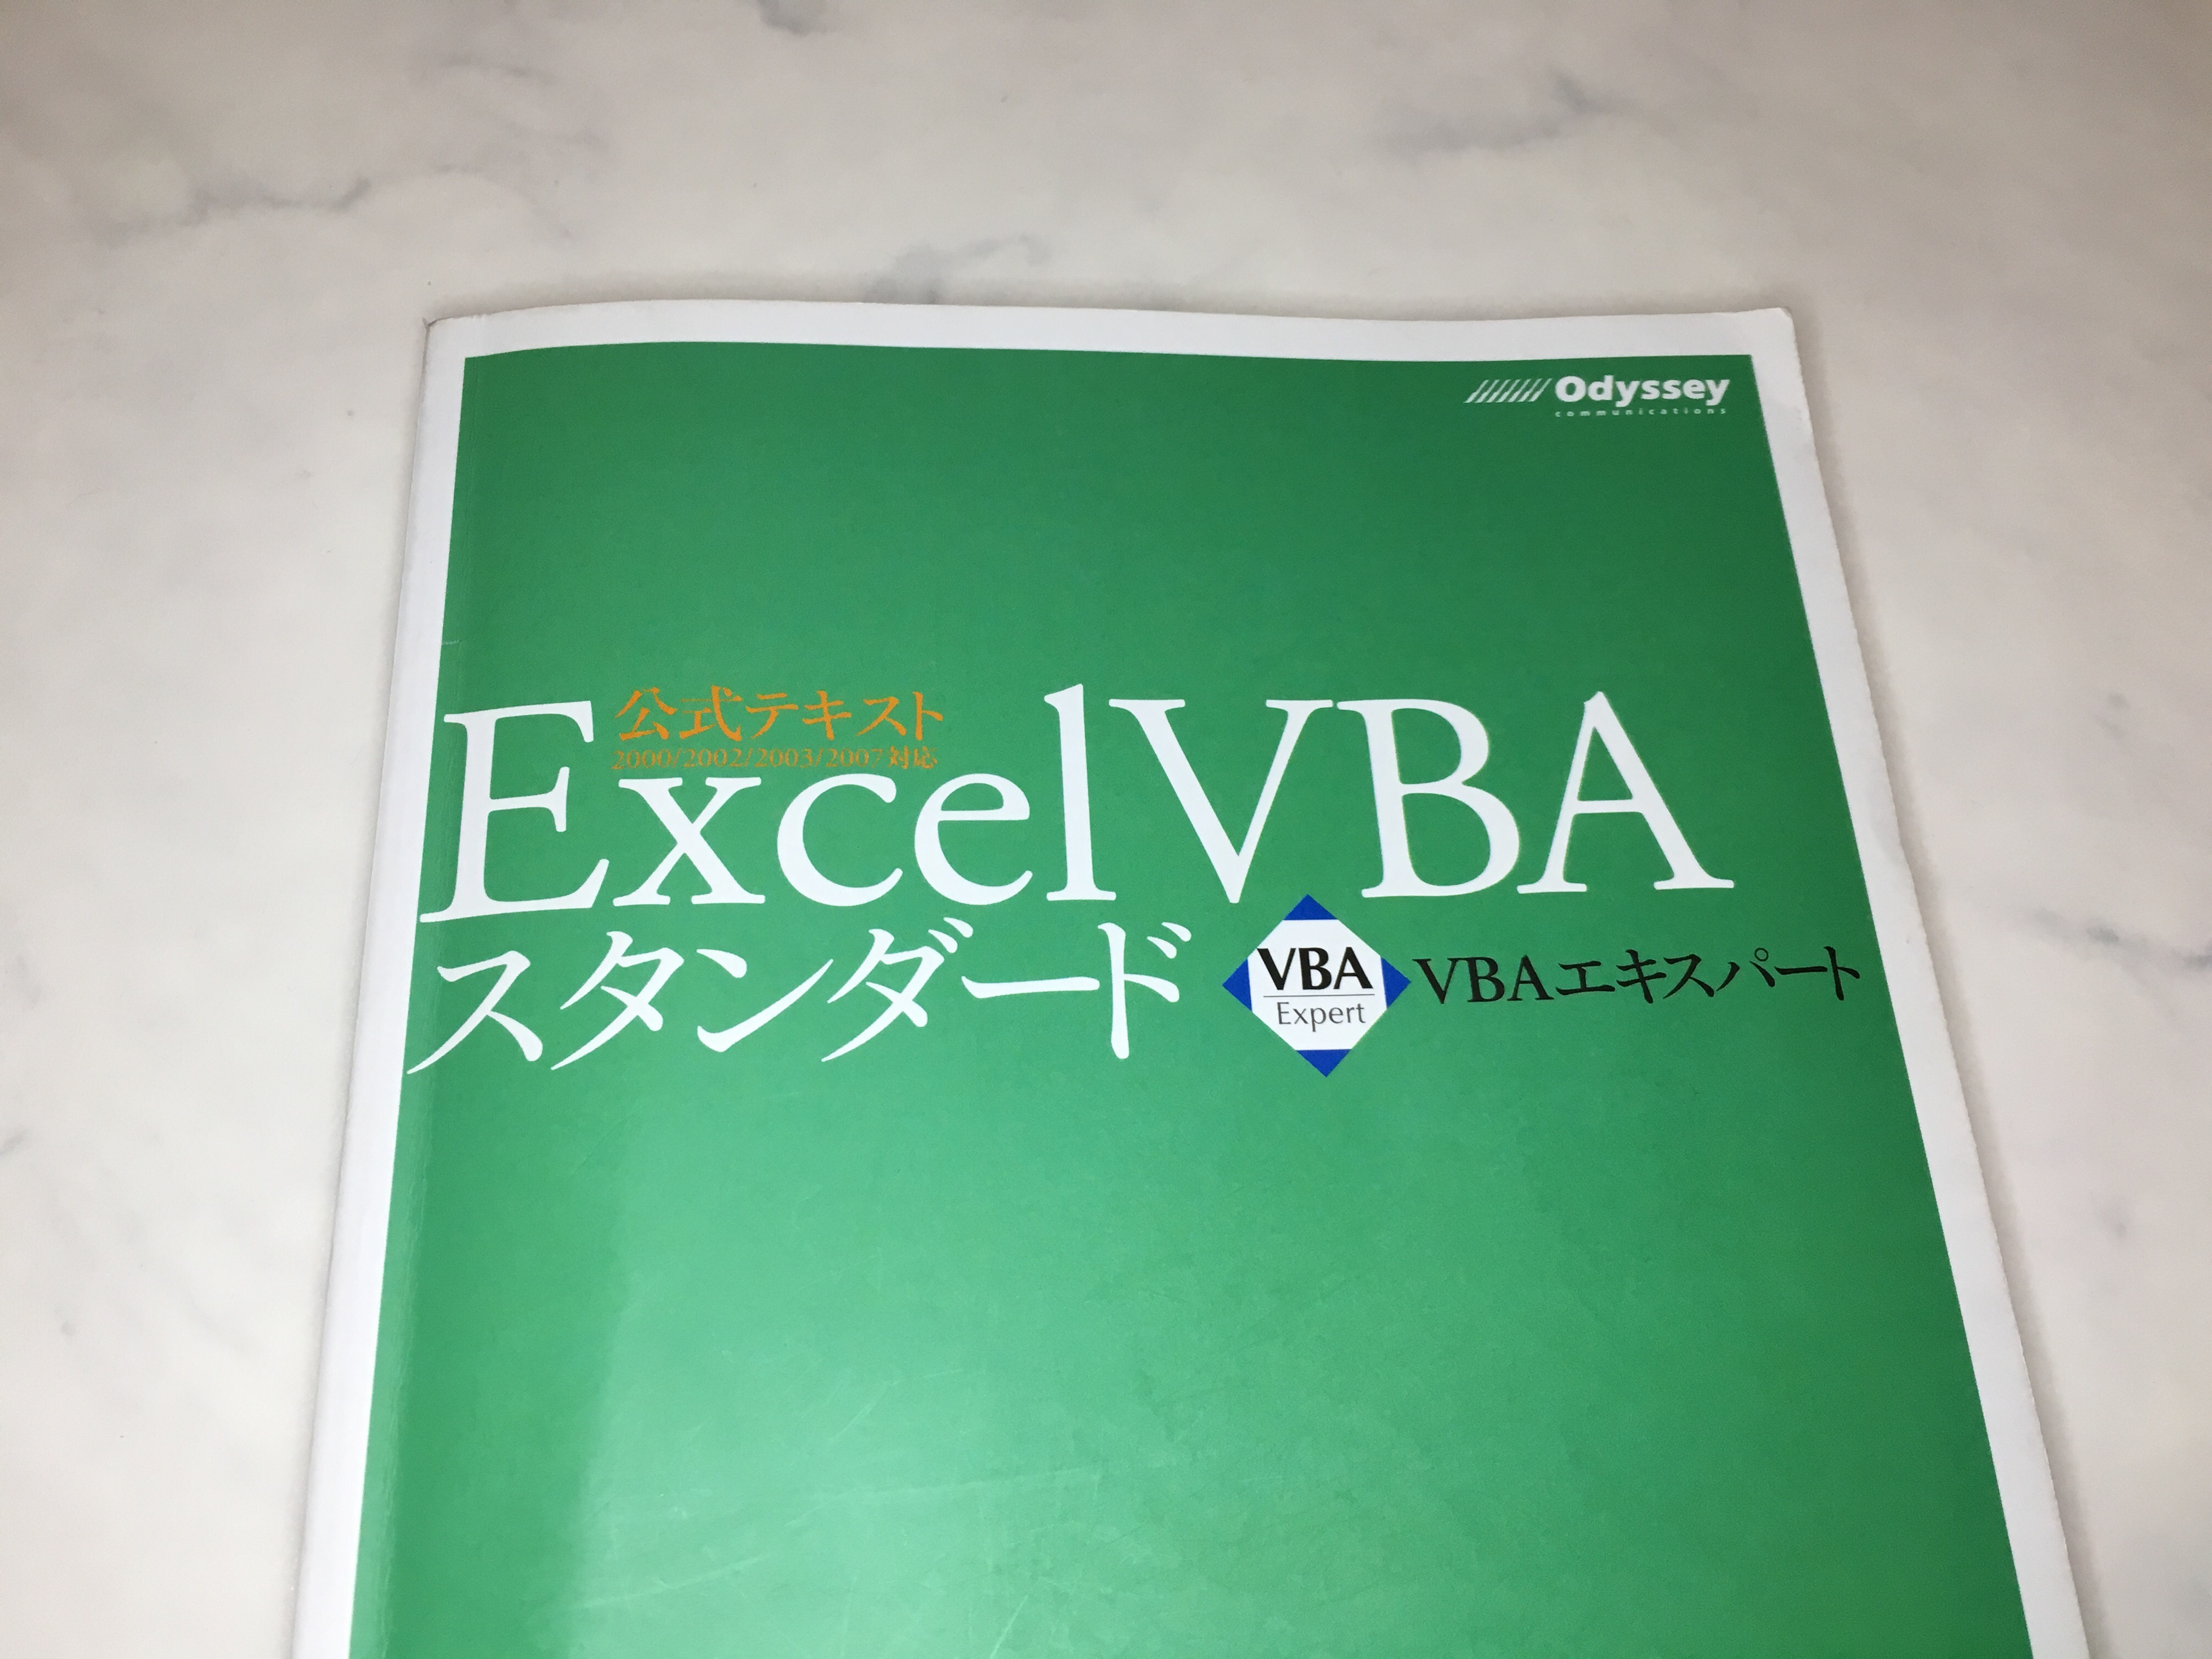 Odyssey
communications
公式テキスト
2000/2002/2003/2007対応
ExcelVBA
スタンダード
VBA
Expert
VBAエキスパート